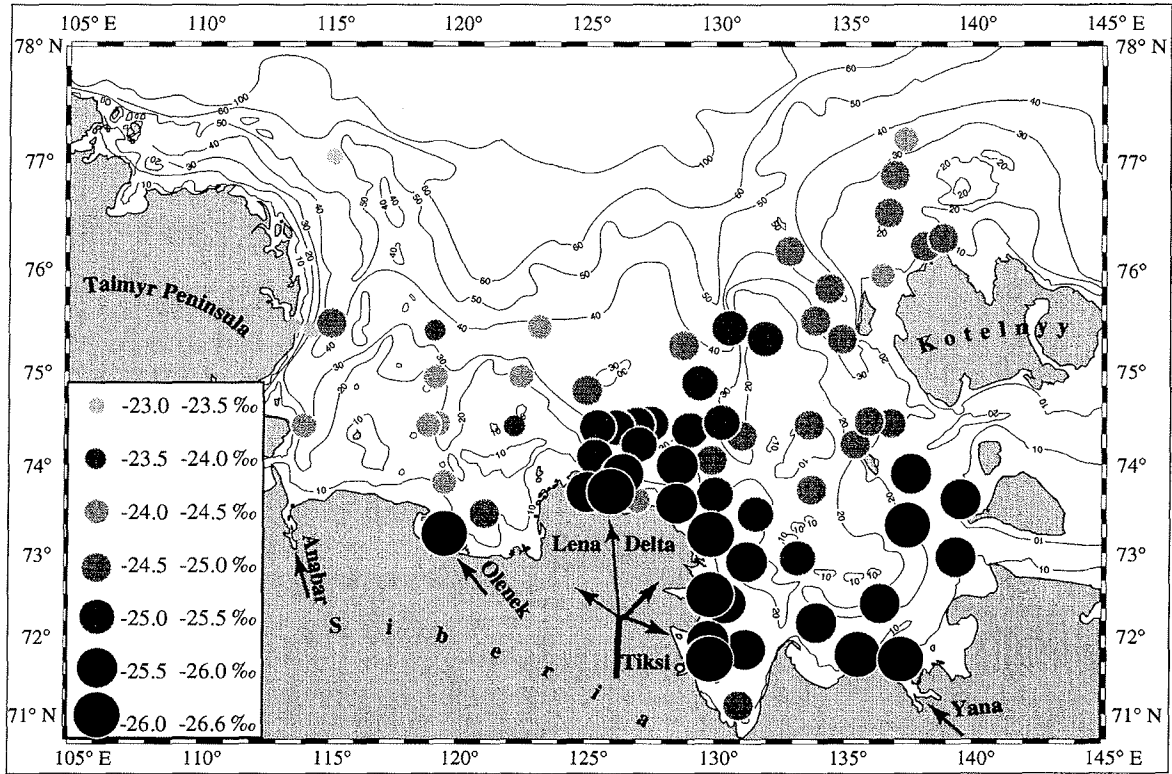 105° E 110° E 115° E 120° E 125° E 130° E 135° E 140° E 145° E
78° N 78° N
77° N 77° N
76° N 76° N
Taimyr Peninsula
Kotelnyy
75° N 75° N
-23.0 -23.5 ‰
-23.5 -24.0 ‰
74° N
-24.0 -24.5 ‰
74° N
-24.5 -25.0 ‰
73° N
Anabar
Olenek
Lena Delta
73° N
-25.0 -25.5 ‰
72° N
Siberia
Tiksi
72° N
-25.5 -26.0 ‰
-26.0 -26.6 ‰
Yana
71° N 71° N
105° E 110° E 115° E 120° E 125° E 130° E 135° E 140° E 145° E